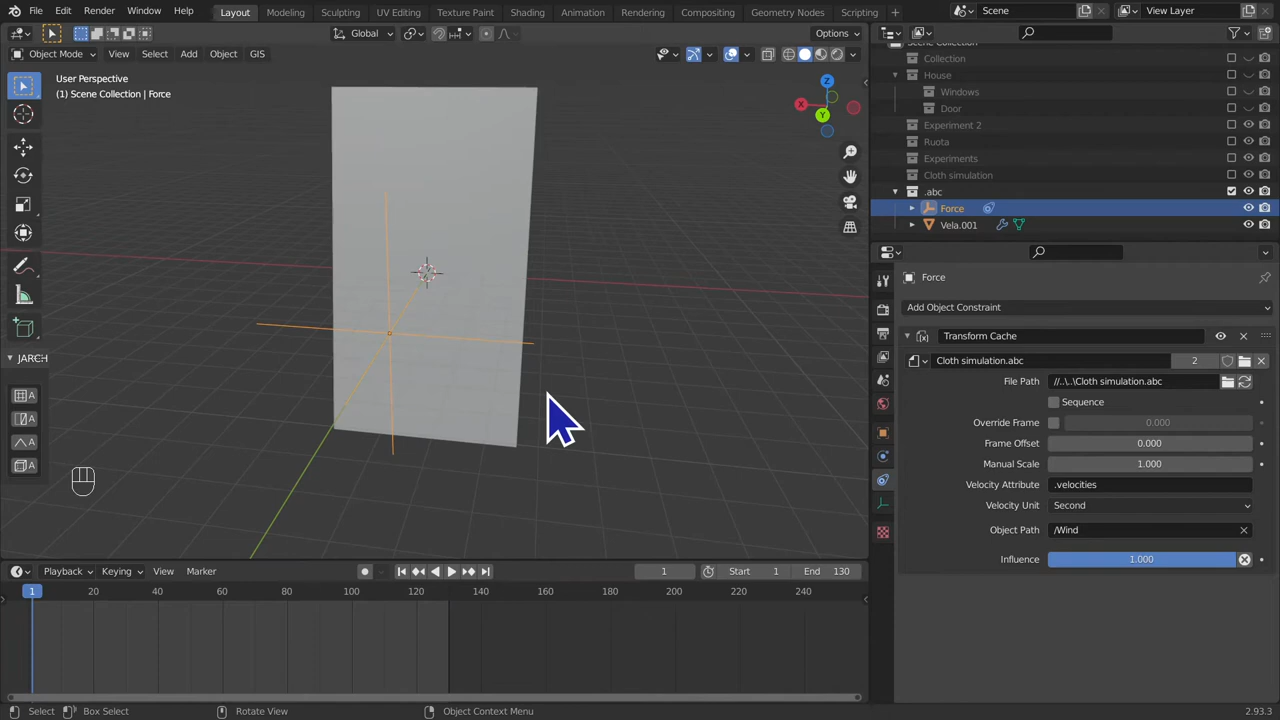 File Edit Render Window Help Layout Modeling Sculpting UV Editing Texture Paint Shading Animation Rendering Compositing Geometry Nodes Scripting Scene View Layer
Global Options
Object Mode View Select Add Object GIS
User Perspective
(1) Scene Collection | Force
X Y Z
JARCH
A
A
A
A
Scene Collection
Collection
House
Windows
Door
Experiment 2
Ruota
Experiments
Cloth simulation
.abc
Force
Vela.001
Force
Add Object Constraint
Transform Cache
Cloth simulation.abc 2
File Path //..\..\Cloth simulation.abc
Sequence
Override Frame 0.000
Frame Offset 0.000
Manual Scale 1.000
Velocity Attribute .velocities
Velocity Unit Second
Object Path /Wind
Influence 1.000
Playback Keying View Marker 1 Start 1 End 130
1 20 40 60 80 100 120 140 160 180 200 220 240
Select Box Select Rotate View Object Context Menu 2.93.3